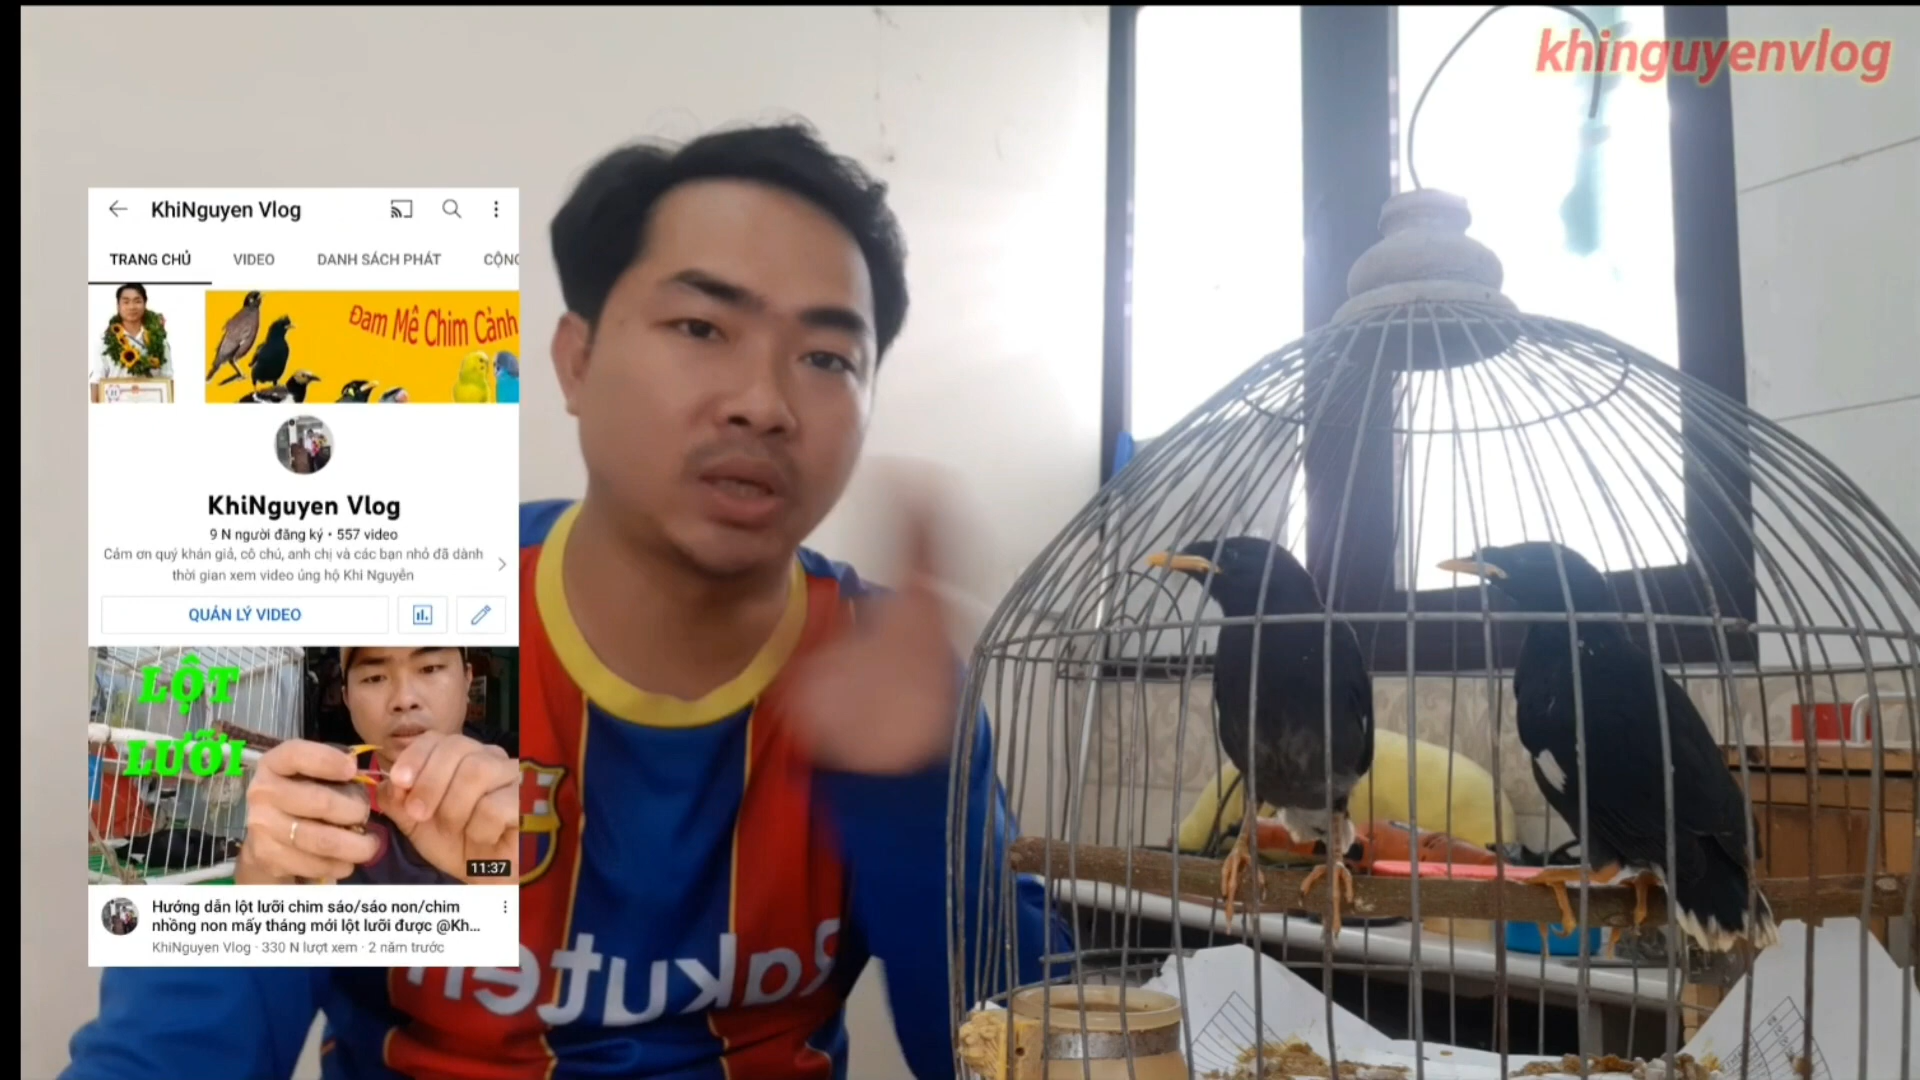 khinguyenvlog
KhiNguyen Vlog
TRANG CHỦ VIDEO DANH SÁCH PHÁT CỘNG
Đam Mê Chim Cảnh
KhiNguyen Vlog
9 N người đăng ký • 557 video
Cảm ơn quý khán giả, cô chú, anh chị và các bạn nhỏ đã dành
thời gian xem video ủng hộ Khi Nguyễn
QUẢN LÝ VIDEO
LỘT
LƯỠI
11:37
Hướng dẫn lột lưỡi chim sáo/sáo non/chim
nhồng non mấy tháng mới lột lưỡi được @Kh...
KhiNguyen Vlog · 330 N lượt xem · 2 năm trước
Rakuten